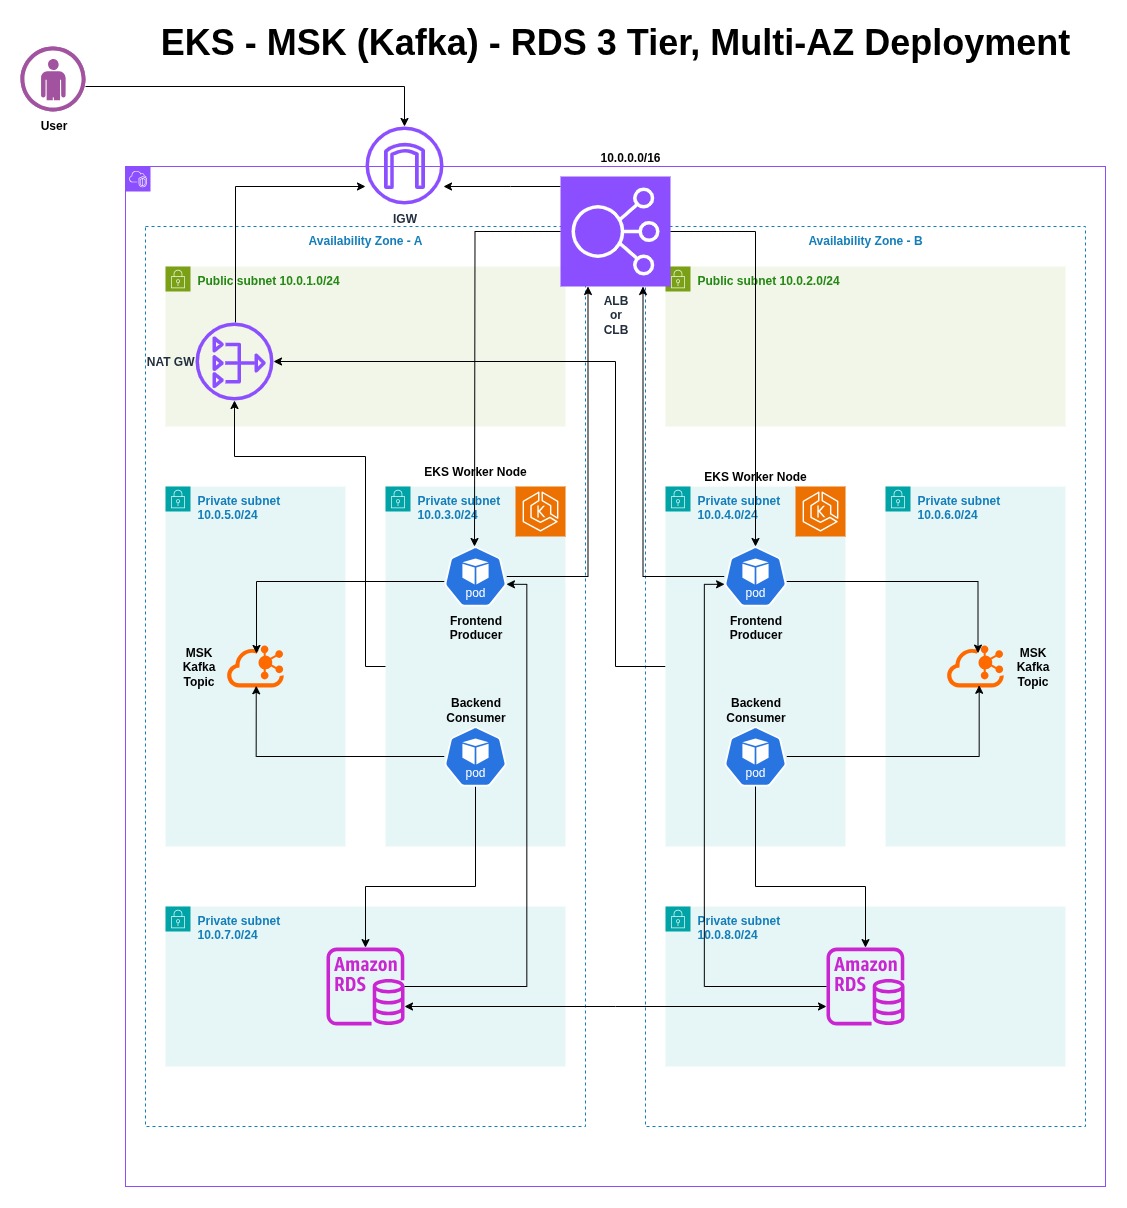 EKS - MSK (Kafka) - RDS 3 Tier, Multi-AZ Deployment
User
10.0.0.0/16
IGW
Availability Zone - A
Availability Zone - B
Public subnet 10.0.1.0/24
Public subnet 10.0.2.0/24
ALB
or
CLB
NAT GW
EKS Worker Node
EKS Worker Node
Private subnet
10.0.5.0/24
Private subnet
10.0.3.0/24
K
Private subnet
10.0.4.0/24
K
Private subnet
10.0.6.0/24
pod
Frontend
Producer
pod
Frontend
Producer
MSK
Kafka
Topic
MSK
Kafka
Topic
Backend
Consumer
pod
Backend
Consumer
pod
Private subnet
10.0.7.0/24
Private subnet
10.0.8.0/24
Amazon
RDS
Amazon
RDS